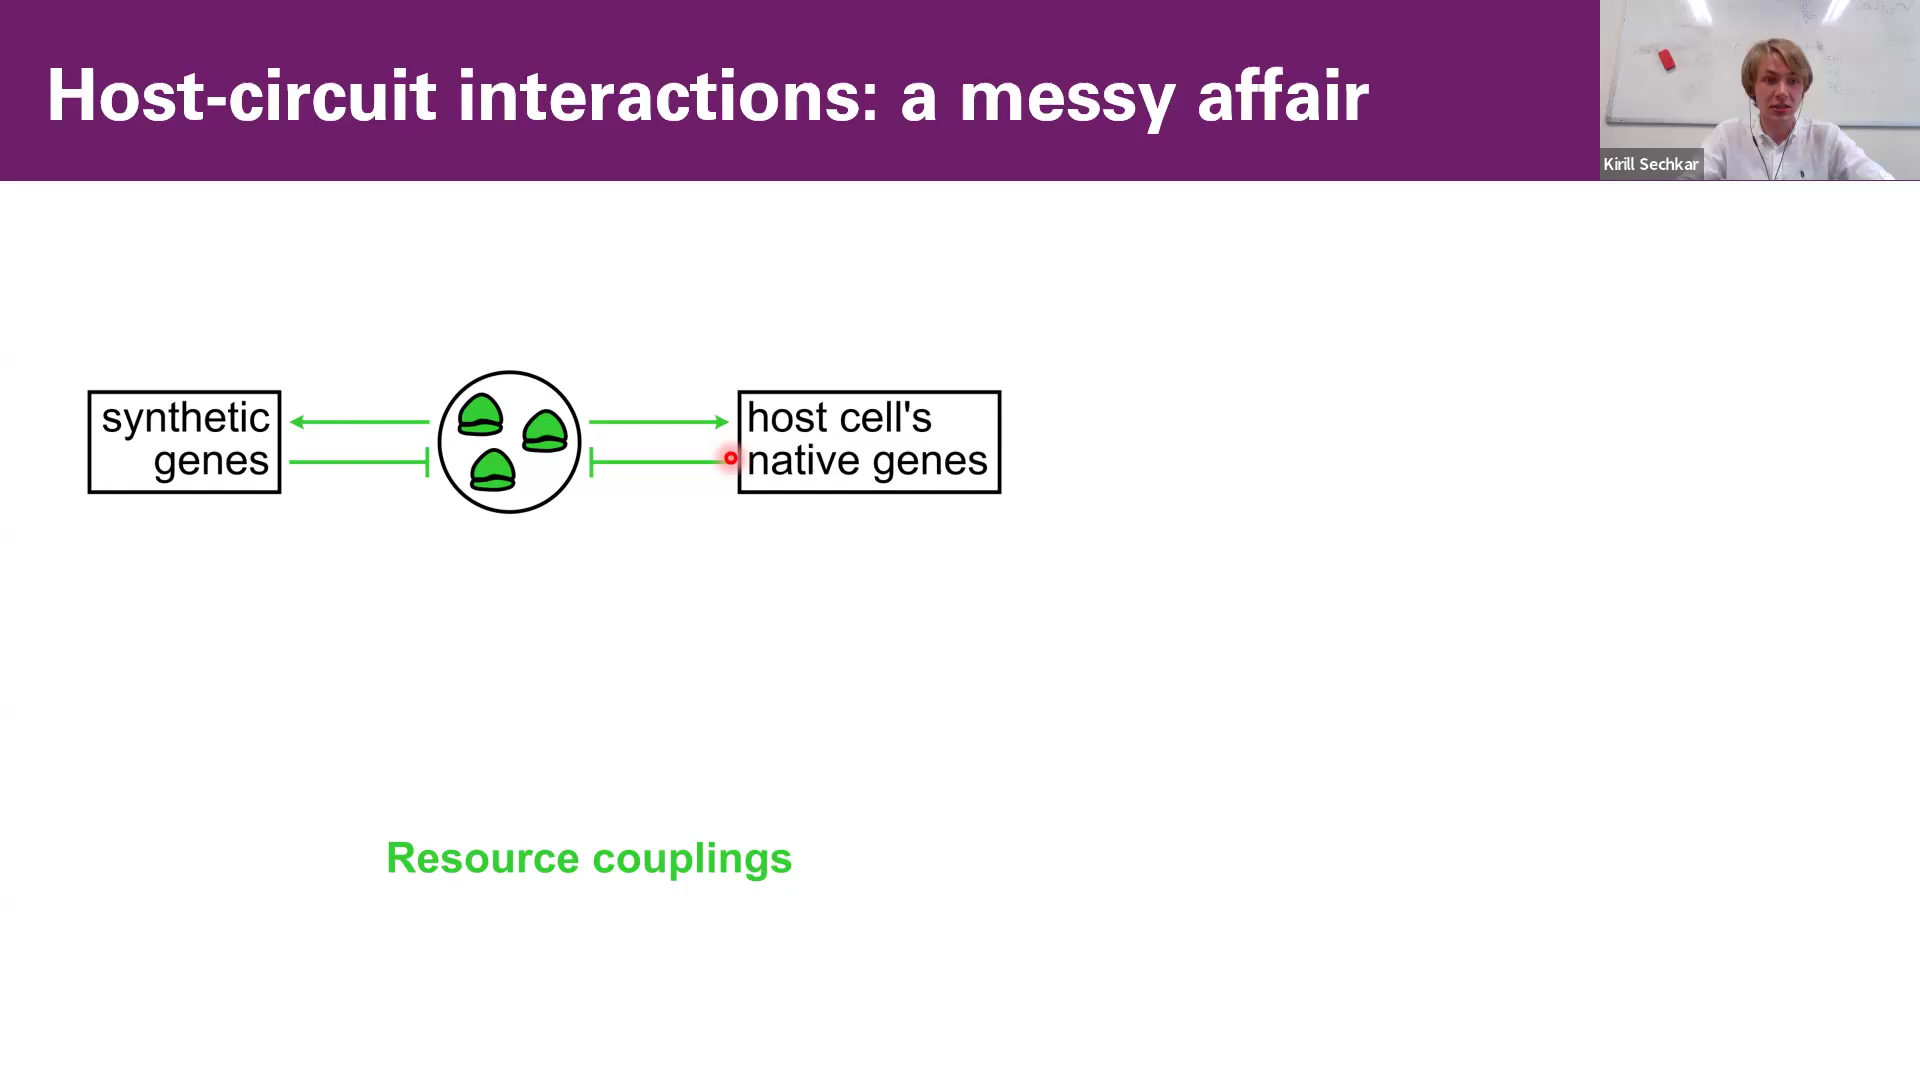 Host-circuit interactions: a messy affair
Kirill Sechkar
synthetic
genes
host cell's
native genes
Resource couplings